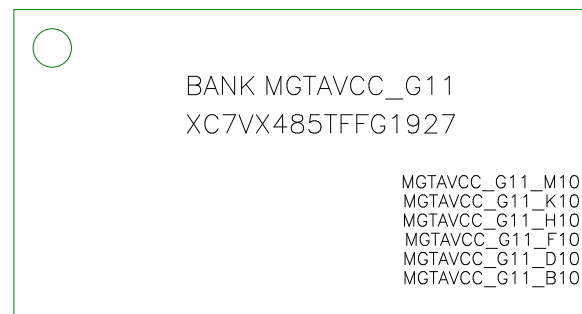 BANK MGTAVCC_G11
XC7VX485TFFG1927
MGTAVCC_G11_M10
MGTAVCC_G11_K10
MGTAVCC_G11_H10
MGTAVCC_G11_F10
MGTAVCC_G11_D10
MGTAVCC_G11_B10